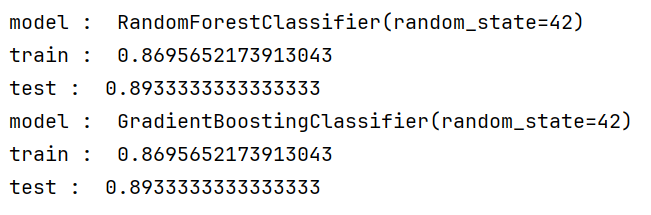 model :  RandomForestClassifier(random_state=42)
train :  0.8695652173913043
test :  0.8933333333333333
model :  GradientBoostingClassifier(random_state=42)
train :  0.8695652173913043
test :  0.8933333333333333